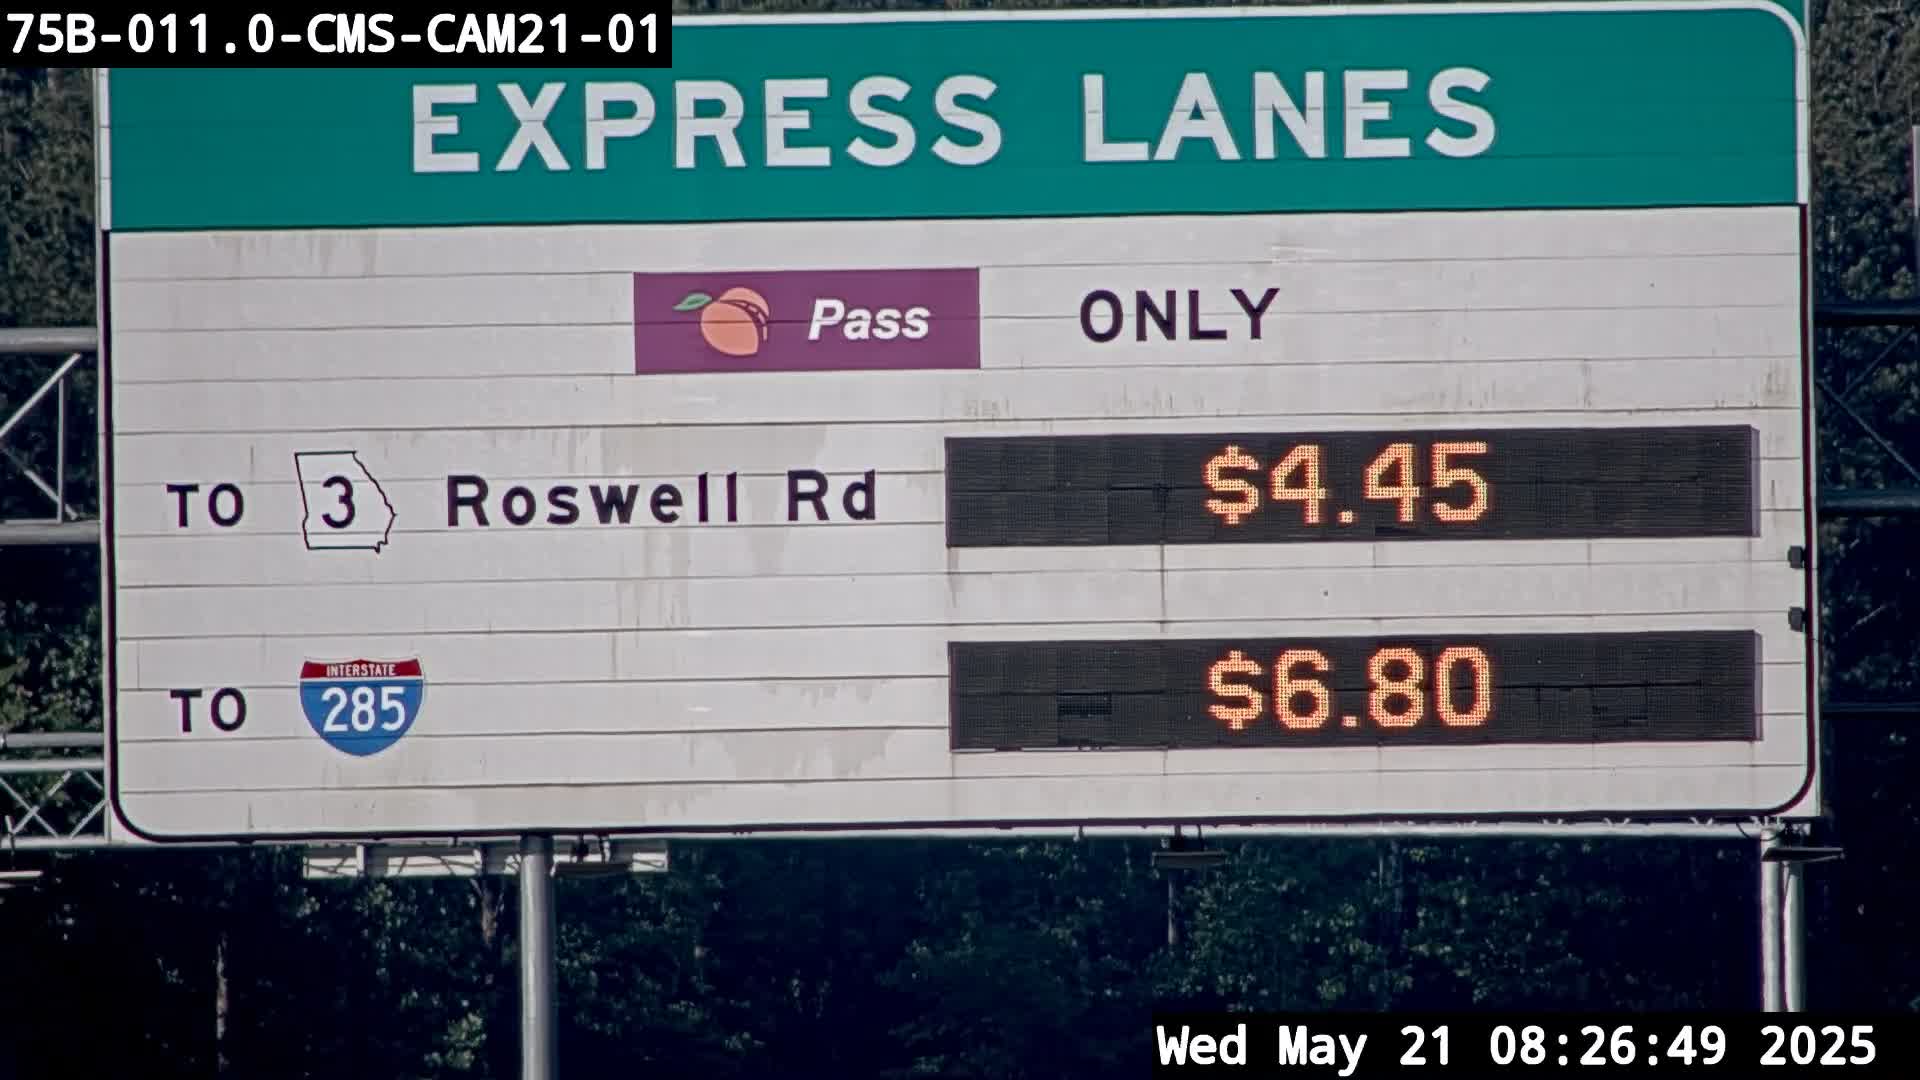 75B-011.0-CMS-CAM21-01
EXPRESS LANES
Pass ONLY
TO 3 Roswell Rd $4.45
TO INTERSTATE 285 $6.80
Wed May 21 08:26:49 2025